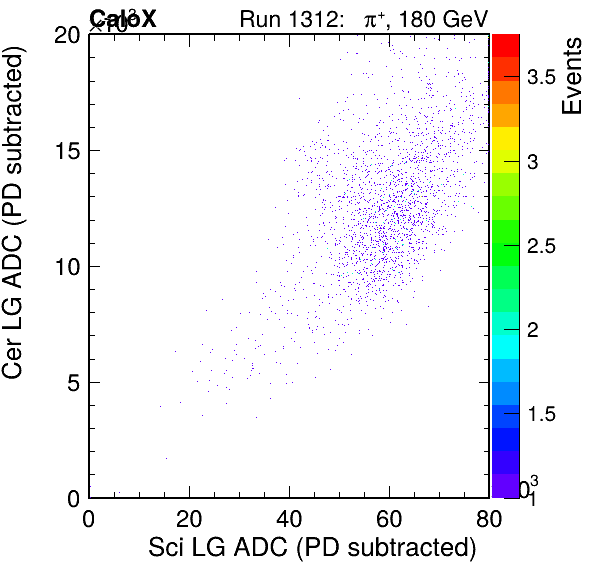 CaloX Run 1312: π⁺, 180 GeV
×10³
Cer LG ADC (PD subtracted)
20
15
10
5
0
0 20 40 60 80
Sci LG ADC (PD subtracted)
Events
3.5
3
2.5
2
1.5
1